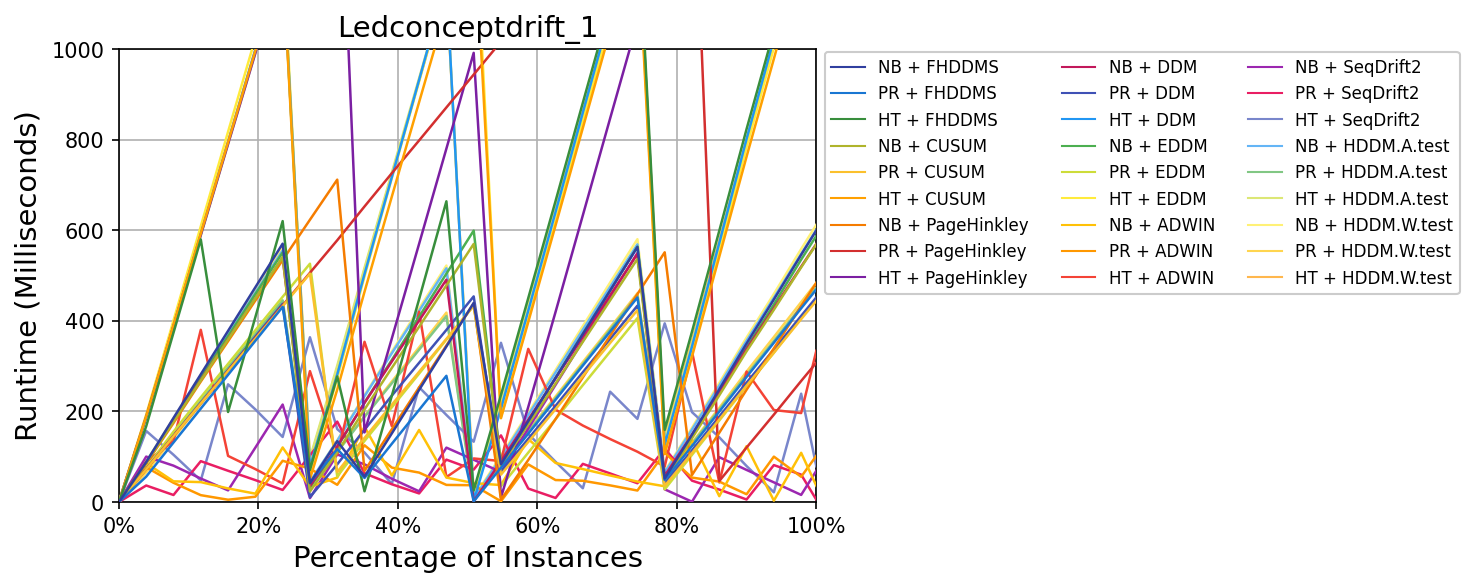 Ledconceptdrift_1
Runtime (Milliseconds)
1000
800
600
400
200
0
0%
20%
40%
60%
80%
100%
Percentage of Instances
NB + FHDDMS
PR + FHDDMS
HT + FHDDMS
NB + CUSUM
PR + CUSUM
HT + CUSUM
NB + PageHinkley
PR + PageHinkley
HT + PageHinkley
NB + DDM
PR + DDM
HT + DDM
NB + EDDM
PR + EDDM
HT + EDDM
NB + ADWIN
PR + ADWIN
HT + ADWIN
NB + SeqDrift2
PR + SeqDrift2
HT + SeqDrift2
NB + HDDM.A.test
PR + HDDM.A.test
HT + HDDM.A.test
NB + HDDM.W.test
PR + HDDM.W.test
HT + HDDM.W.test